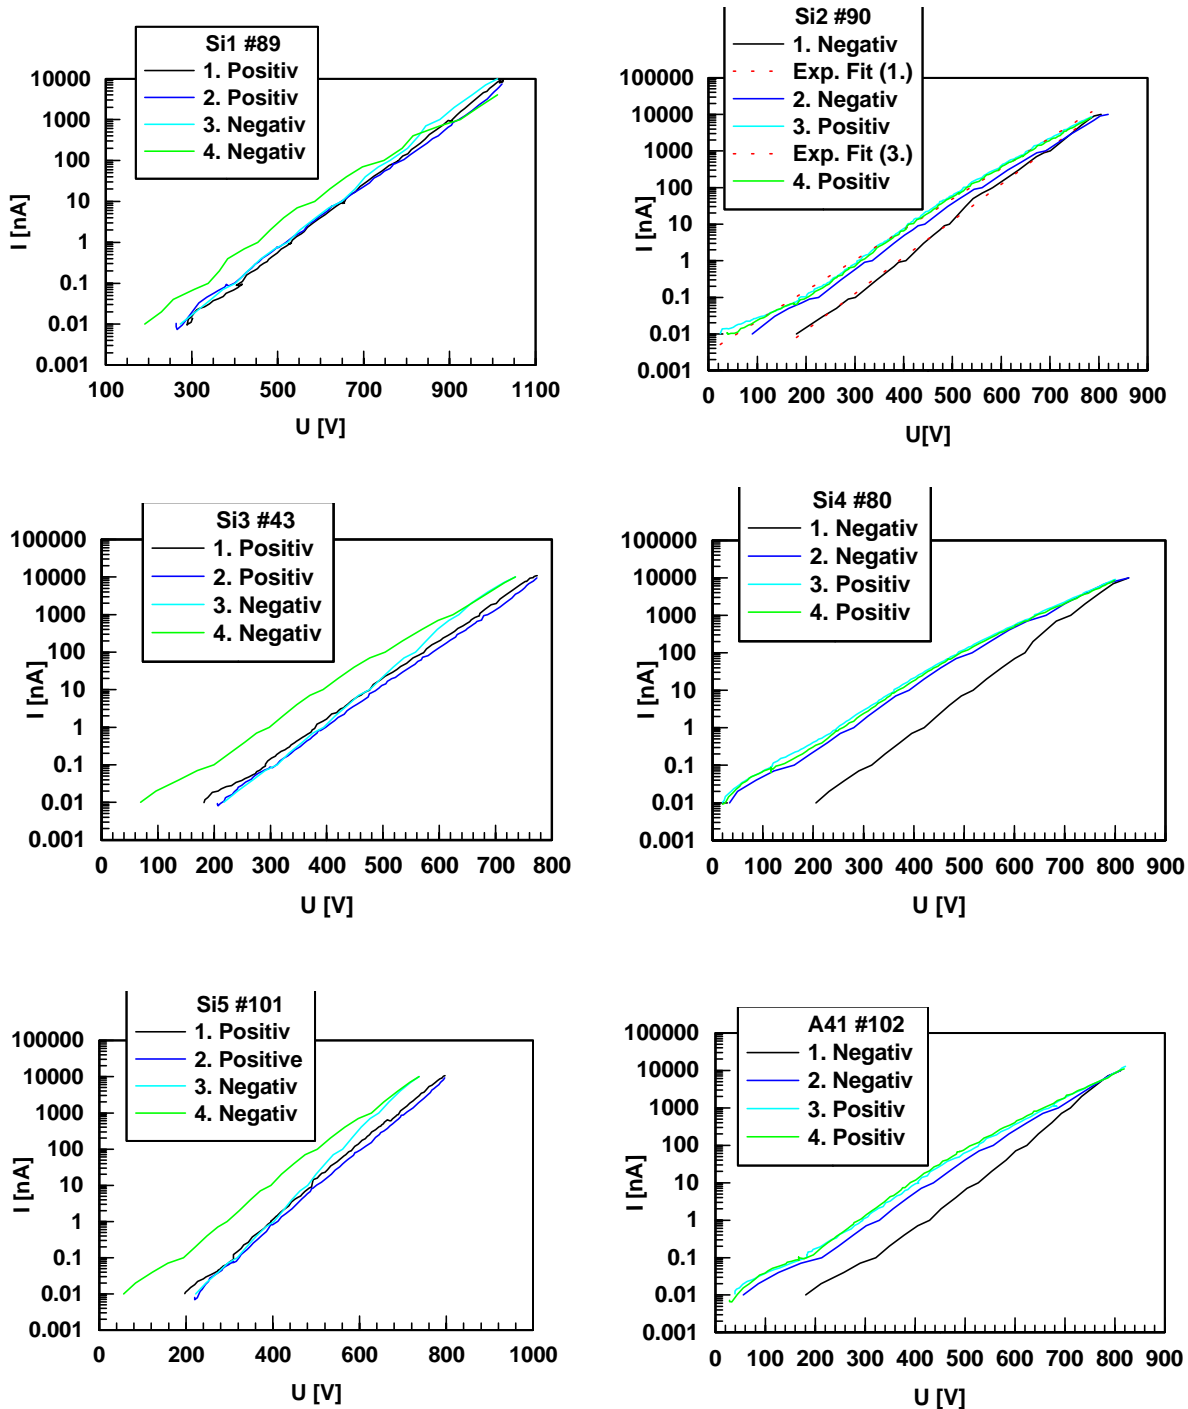 Si1 #89
1. Positiv
2. Positiv
3. Negativ
4. Negativ
10000
1000
100
10
1
0.1
0.01
0.001
I [nA]
100 300 500 700 900 1100
U [V]
Si2 #90
1. Negativ
Exp. Fit (1.)
2. Negativ
3. Positiv
Exp. Fit (3.)
4. Positiv
100000
10000
1000
100
10
1
0.1
0.01
0.001
I [nA]
0 100 200 300 400 500 600 700 800 900
U[V]
Si3 #43
1. Positiv
2. Positiv
3. Negativ
4. Negativ
100000
10000
1000
100
10
1
0.1
0.01
0.001
I [nA]
0 100 200 300 400 500 600 700 800
U [V]
Si4 #80
1. Negativ
2. Negativ
3. Positiv
4. Positiv
100000
10000
1000
100
10
1
0.1
0.01
0.001
I [nA]
0 100 200 300 400 500 600 700 800 900
U [V]
Si5 #101
1. Positiv
2. Positive
3. Negativ
4. Negativ
100000
10000
1000
100
10
1
0.1
0.01
0.001
I [nA]
0 200 400 600 800 1000
U [V]
A41 #102
1. Negativ
2. Negativ
3. Positiv
4. Positiv
100000
10000
1000
100
10
1
0.1
0.01
0.001
I [nA]
0 100 200 300 400 500 600 700 800 900
U [V]